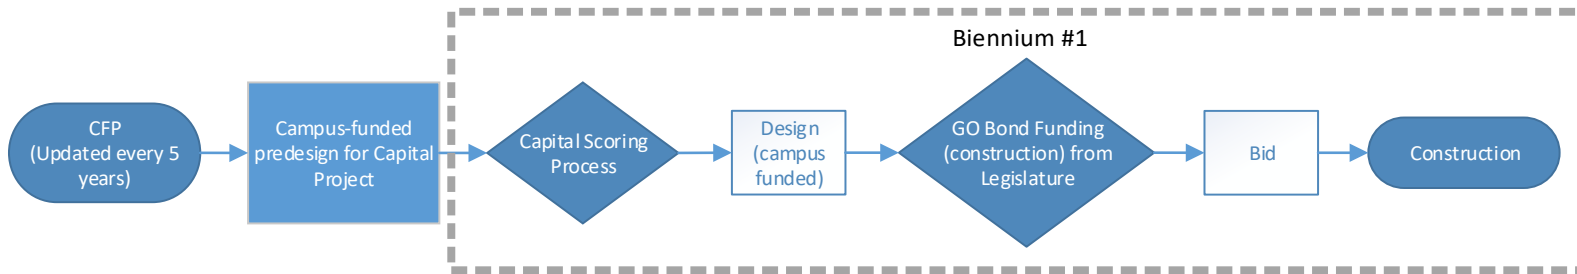 Biennium #1
CFP
(Updated every 5
years)
Campus-funded
predesign for Capital
Project
Capital Scoring
Process
Design
(campus
funded)
GO Bond Funding
(construction) from
Legislature
Bid
Construction